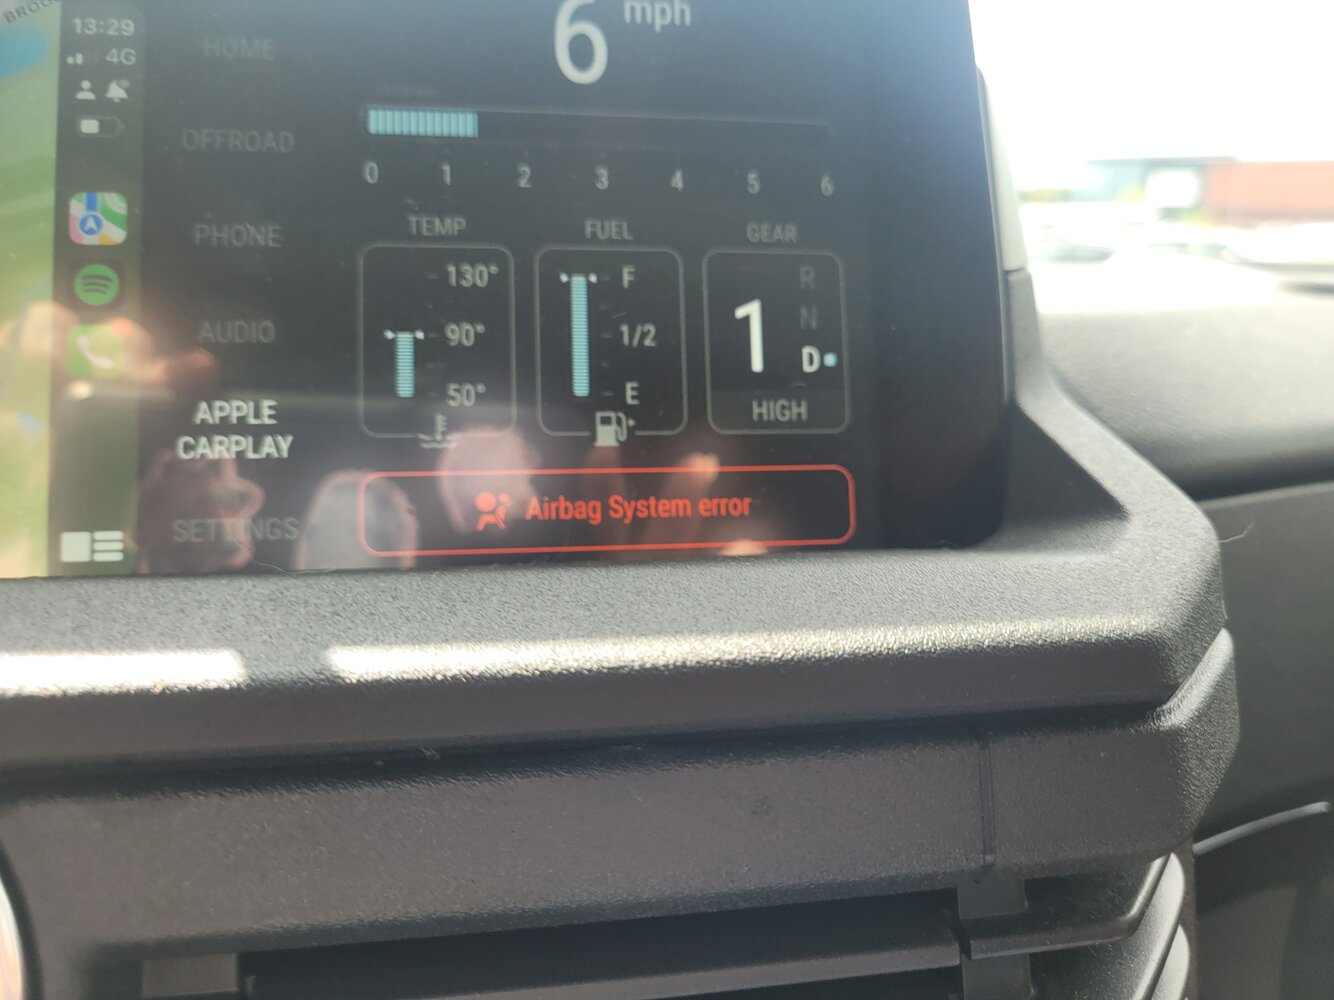 13:29
4G
HOME
OFFROAD
PHONE
AUDIO
APPLE
CARPLAY
SETTINGS
6 mph
0 1 2 3 4 5 6
TEMP
130°
90°
50°
FUEL
F
1/2
E
GEAR
1
R
N
D
HIGH
Airbag System error